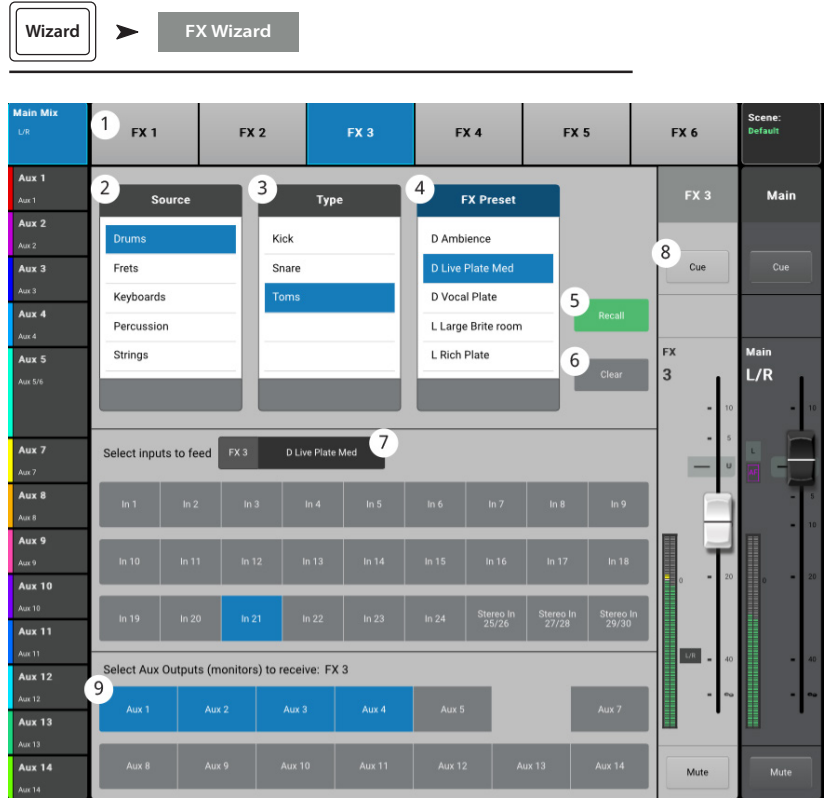 Wizard
FX Wizard
Main Mix
L/R
1
FX 1
FX 2
FX 3
FX 4
FX 5
FX 6
Scene:
Default
Aux 1
Aux 1
Aux 2
Aux 2
Aux 3
Aux 3
Aux 4
Aux 4
Aux 5
Aux 5/6
Aux 7
Aux 7
Aux 8
Aux 8
Aux 9
Aux 9
Aux 10
Aux 10
Aux 11
Aux 11
Aux 12
Aux 12
Aux 13
Aux 13
Aux 14
Aux 14
2
Source
Drums
Frets
Keyboards
Percussion
Strings
3
Type
Kick
Snare
Toms
4
FX Preset
D Ambience
D Live Plate Med
D Vocal Plate
L Large Brite room
L Rich Plate
5
Recall
6
Clear
Select inputs to feed
FX 3
D Live Plate Med
7
In 1
In 2
In 3
In 4
In 5
In 6
In 7
In 8
In 9
In 10
In 11
In 12
In 13
In 14
In 15
In 16
In 17
In 18
In 19
In 20
In 21
In 22
In 23
In 24
Stereo In
25/26
Stereo In
27/28
Stereo In
29/30
Select Aux Outputs (monitors) to receive: FX 3
9
Aux 1
Aux 2
Aux 3
Aux 4
Aux 5
Aux 7
Aux 8
Aux 9
Aux 10
Aux 11
Aux 12
Aux 13
Aux 14
FX 3
8
Cue
FX
3
10
5
U
0
20
L/R
40
∞
Mute
Main
Cue
Main
L/R
10
L
5
10
0
20
40
∞
Mute